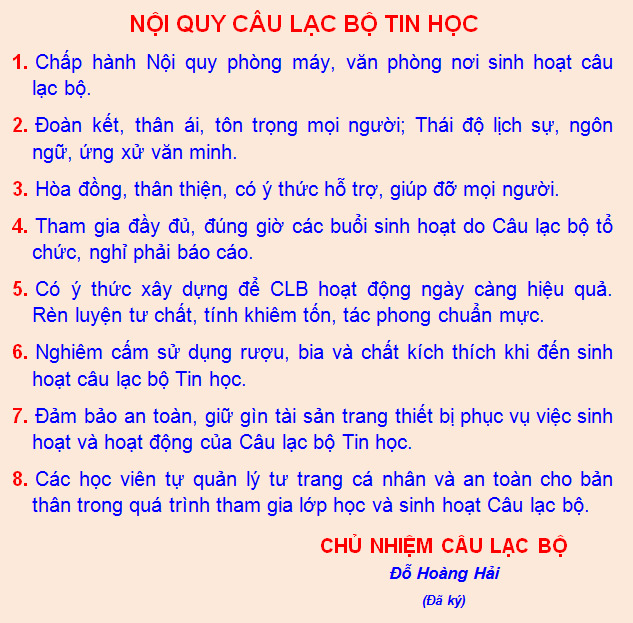 NỘI QUY CÂU LẠC BỘ TIN HỌC
1. Chấp hành Nội quy phòng máy, văn phòng nơi sinh hoạt câu
lạc bộ.
2. Đoàn kết, thân ái, tôn trọng mọi người; Thái độ lịch sự, ngôn
ngữ, ứng xử văn minh.
3. Hòa đồng, thân thiện, có ý thức hỗ trợ, giúp đỡ mọi người.
4. Tham gia đầy đủ, đúng giờ các buổi sinh hoạt do Câu lạc bộ tổ
chức, nghỉ phải báo cáo.
5. Có ý thức xây dựng để CLB hoạt động ngày càng hiệu quả.
Rèn luyện tư chất, tính khiêm tốn, tác phong chuẩn mực.
6. Nghiêm cấm sử dụng rượu, bia và chất kích thích khi đến sinh
hoạt câu lạc bộ Tin học.
7. Đảm bảo an toàn, giữ gìn tài sản trang thiết bị phục vụ việc sinh
hoạt và hoạt động của Câu lạc bộ Tin học.
8. Các học viên tự quản lý tư trang cá nhân và an toàn cho bản
thân trong quá trình tham gia lớp học và sinh hoạt Câu lạc bộ.
CHỦ NHIỆM CÂU LẠC BỘ
Đỗ Hoàng Hải
(Đã ký)